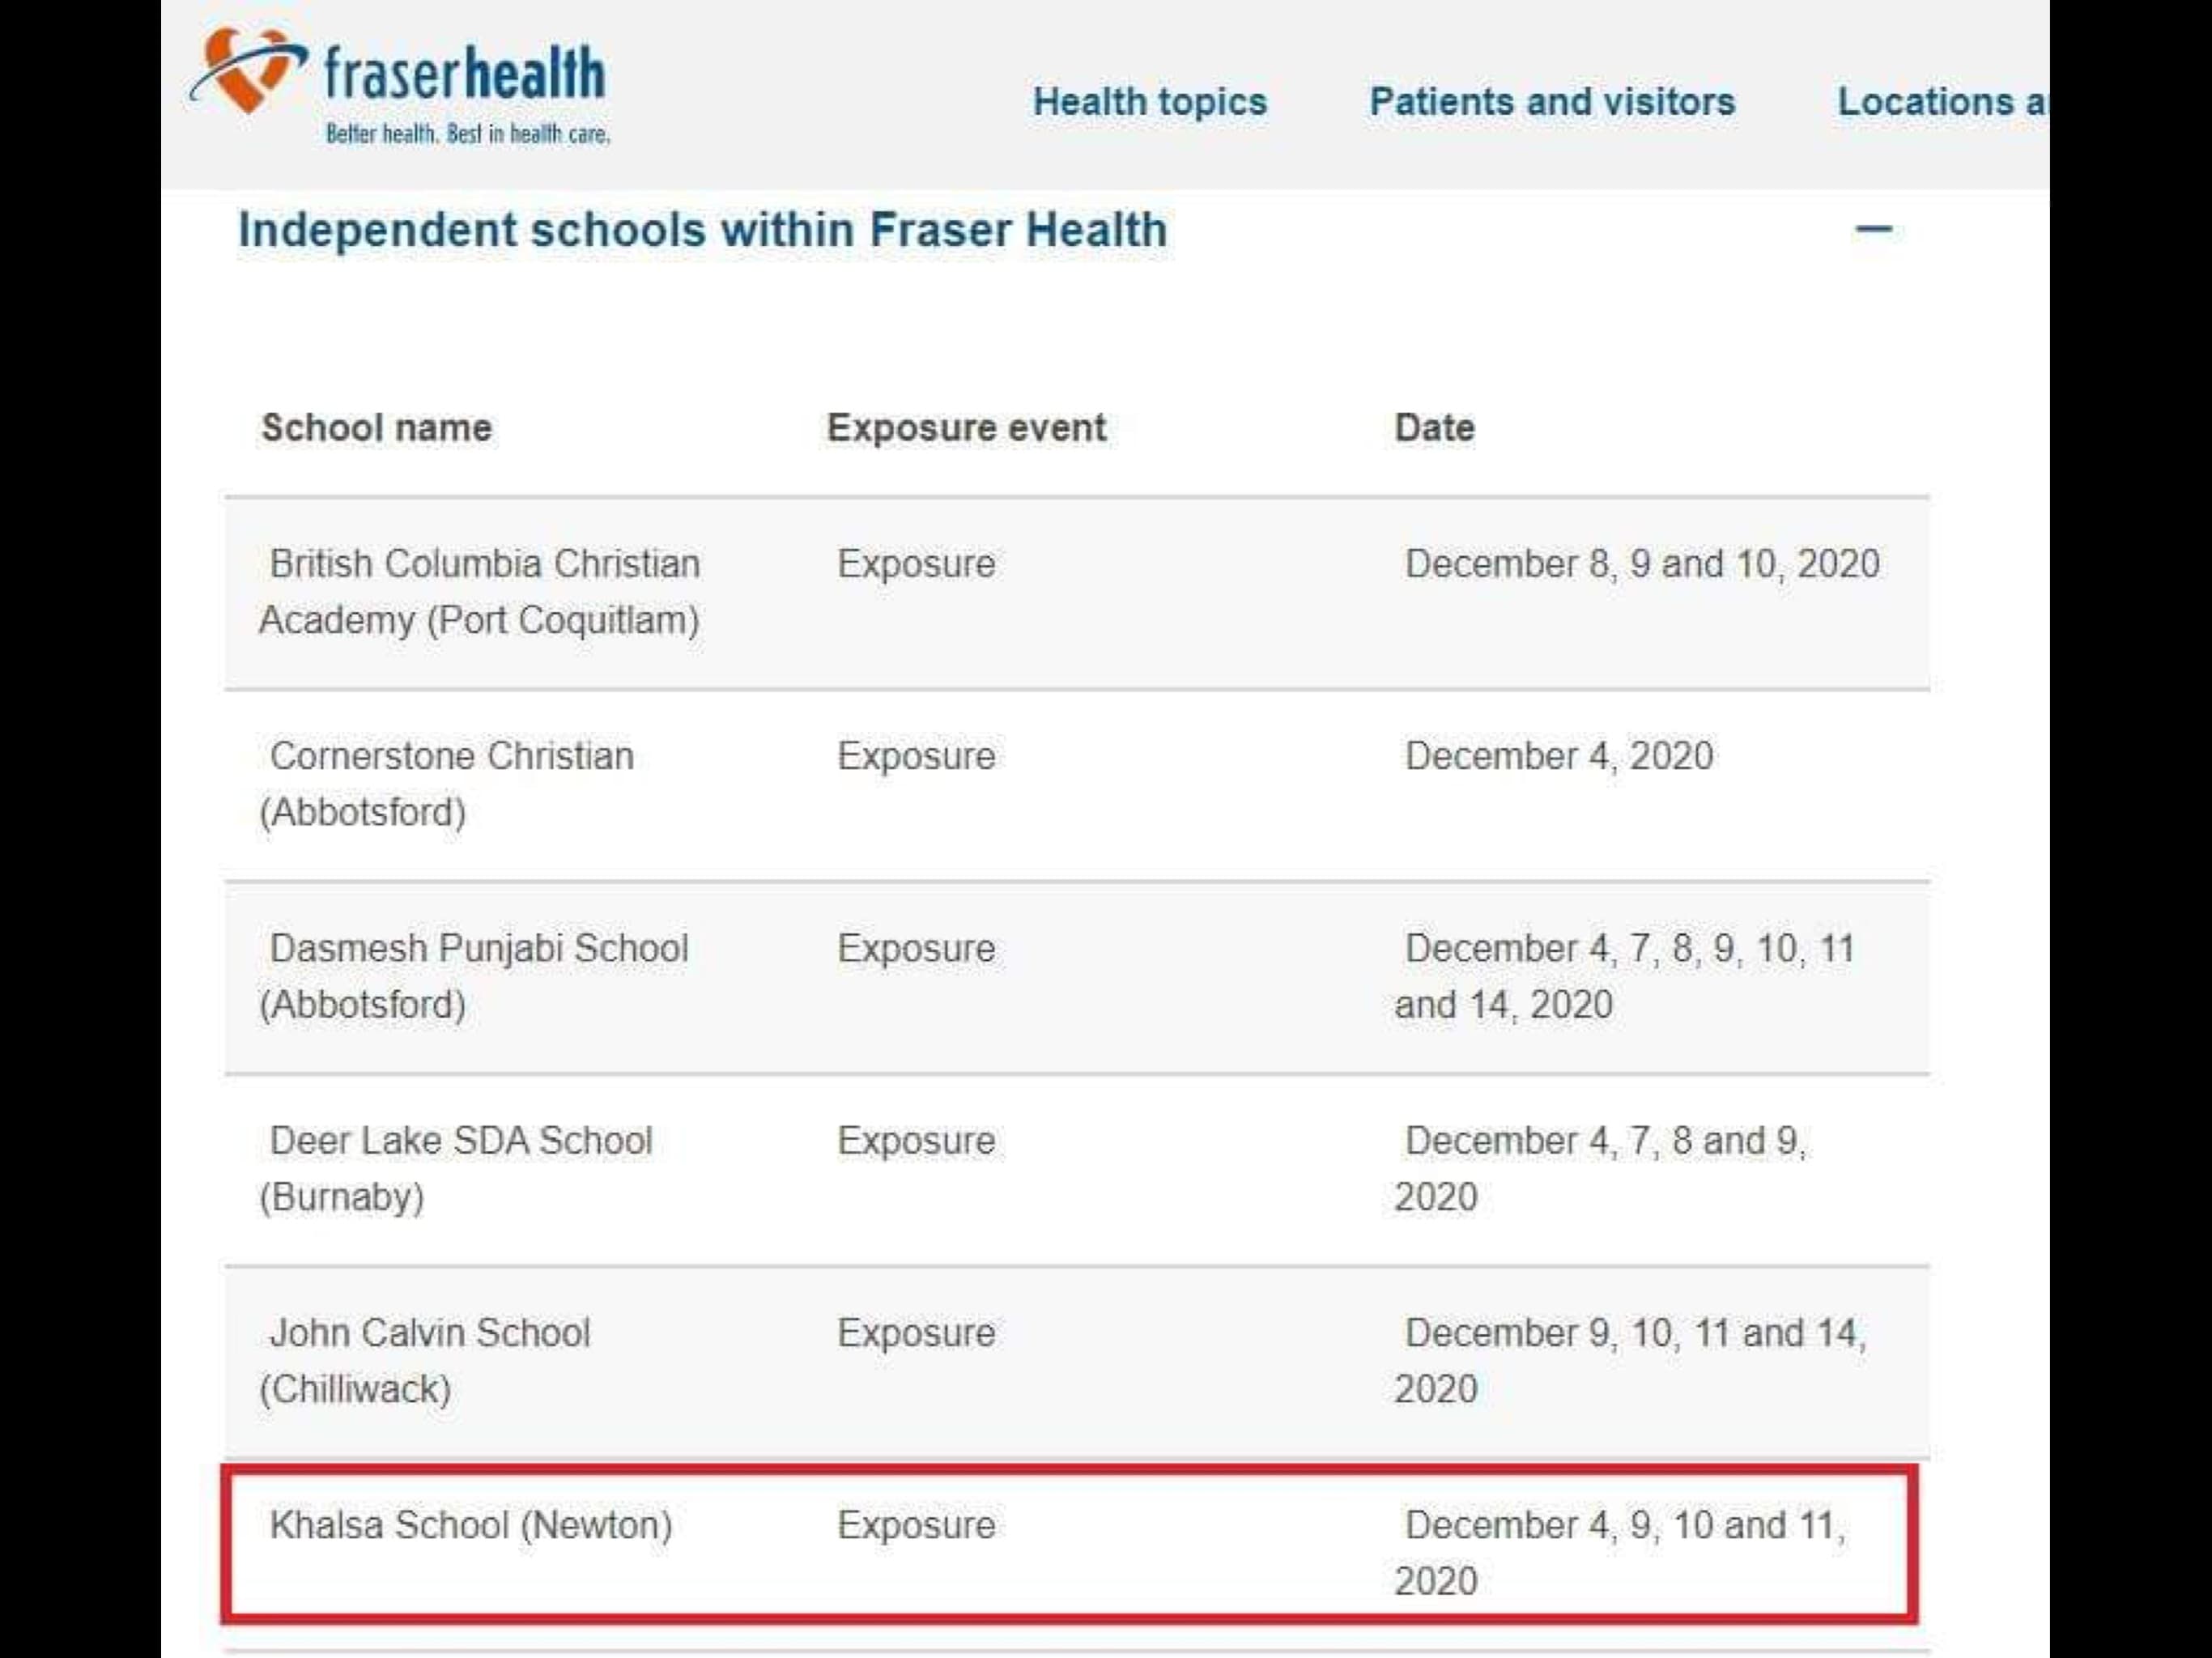 fraserhealth
Better health. Best in health care.
Health topics Patients and visitors Locations a
Independent schools within Fraser Health
School name Exposure event Date
British Columbia Christian Exposure December 8, 9 and 10, 2020
Academy (Port Coquitlam)
Cornerstone Christian Exposure December 4, 2020
(Abbotsford)
Dasmesh Punjabi School Exposure December 4, 7, 8, 9, 10, 11
(Abbotsford) and 14, 2020
Deer Lake SDA School Exposure December 4, 7, 8 and 9,
(Burnaby) 2020
John Calvin School Exposure December 9, 10, 11 and 14,
(Chilliwack) 2020
Khalsa School (Newton) Exposure December 4, 9, 10 and 11,
2020